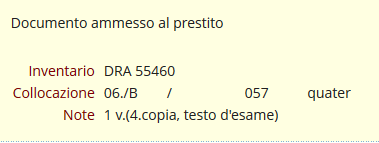 Documento ammesso al prestito
Inventario DRA 55460
Collocazione 06./B / 057 quater
Note 1 v.(4.copia, testo d'esame)